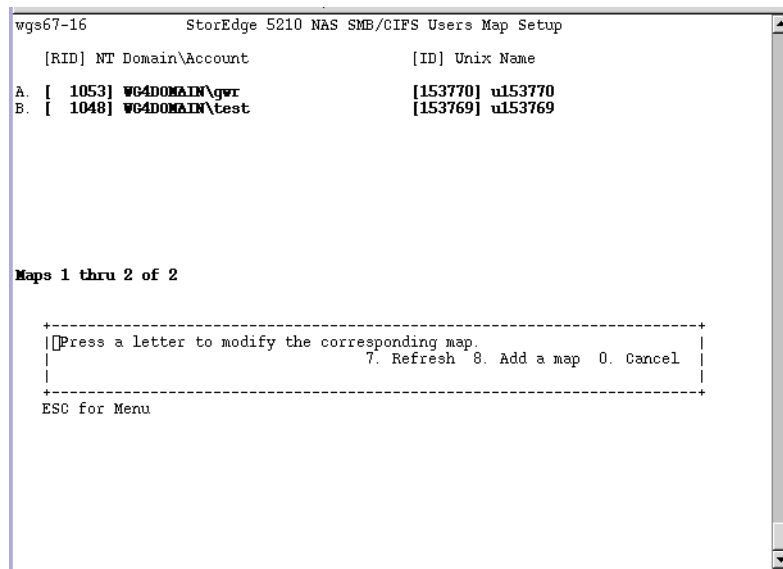 wgs67-16 StorEdge 5210 NAS SMB/CIFS Users Map Setup
[RID] NT Domain\Account [ID] Unix Name
A. [ 1053] WG4DOMAIN\gwr [153770] u153770
B. [ 1048] WG4DOMAIN\test [153769] u153769
Maps 1 thru 2 of 2
Press a letter to modify the corresponding map.
7. Refresh 8. Add a map 0. Cancel
ESC for Menu